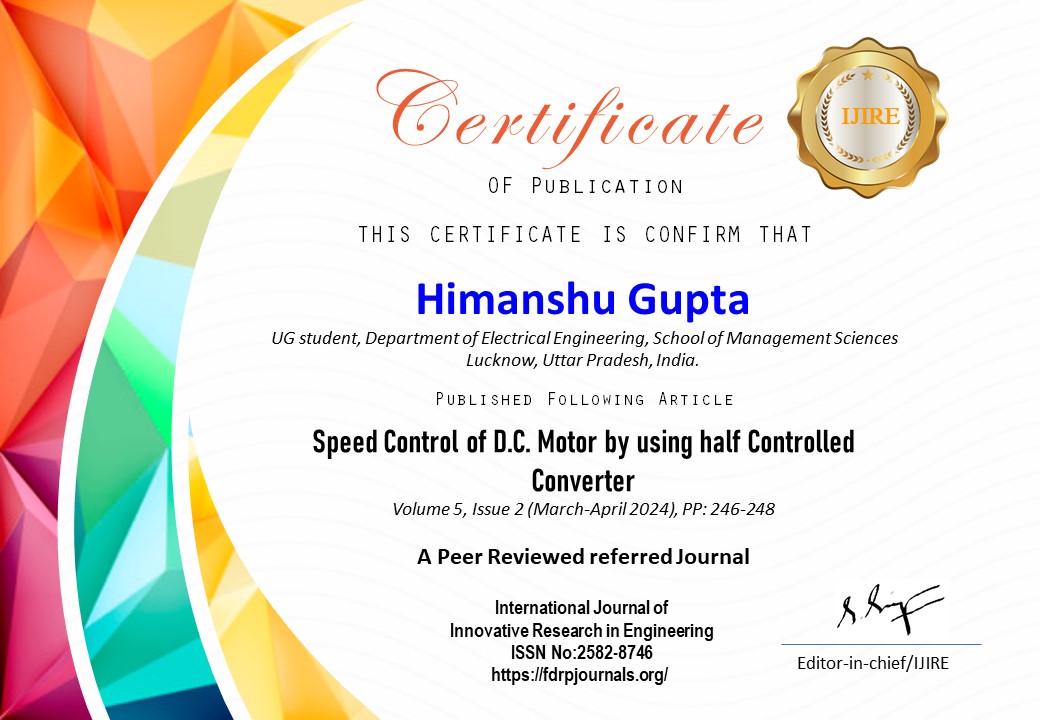 Certificate
IJIRE
OF PUBLICATION
THIS CERTIFICATE IS CONFIRM THAT
Himanshu Gupta
UG student, Department of Electrical Engineering, School of Management Sciences
Lucknow, Uttar Pradesh, India.
PUBLISHED FOLLOWING ARTICLE
Speed Control of D.C. Motor by using half Controlled
Converter
Volume 5, Issue 2 (March-April 2024), PP: 246-248
A Peer Reviewed referred Journal
International Journal of
Innovative Research in Engineering
ISSN No:2582-8746
https://fdrpjournals.org/
Editor-in-chief/IJIRE